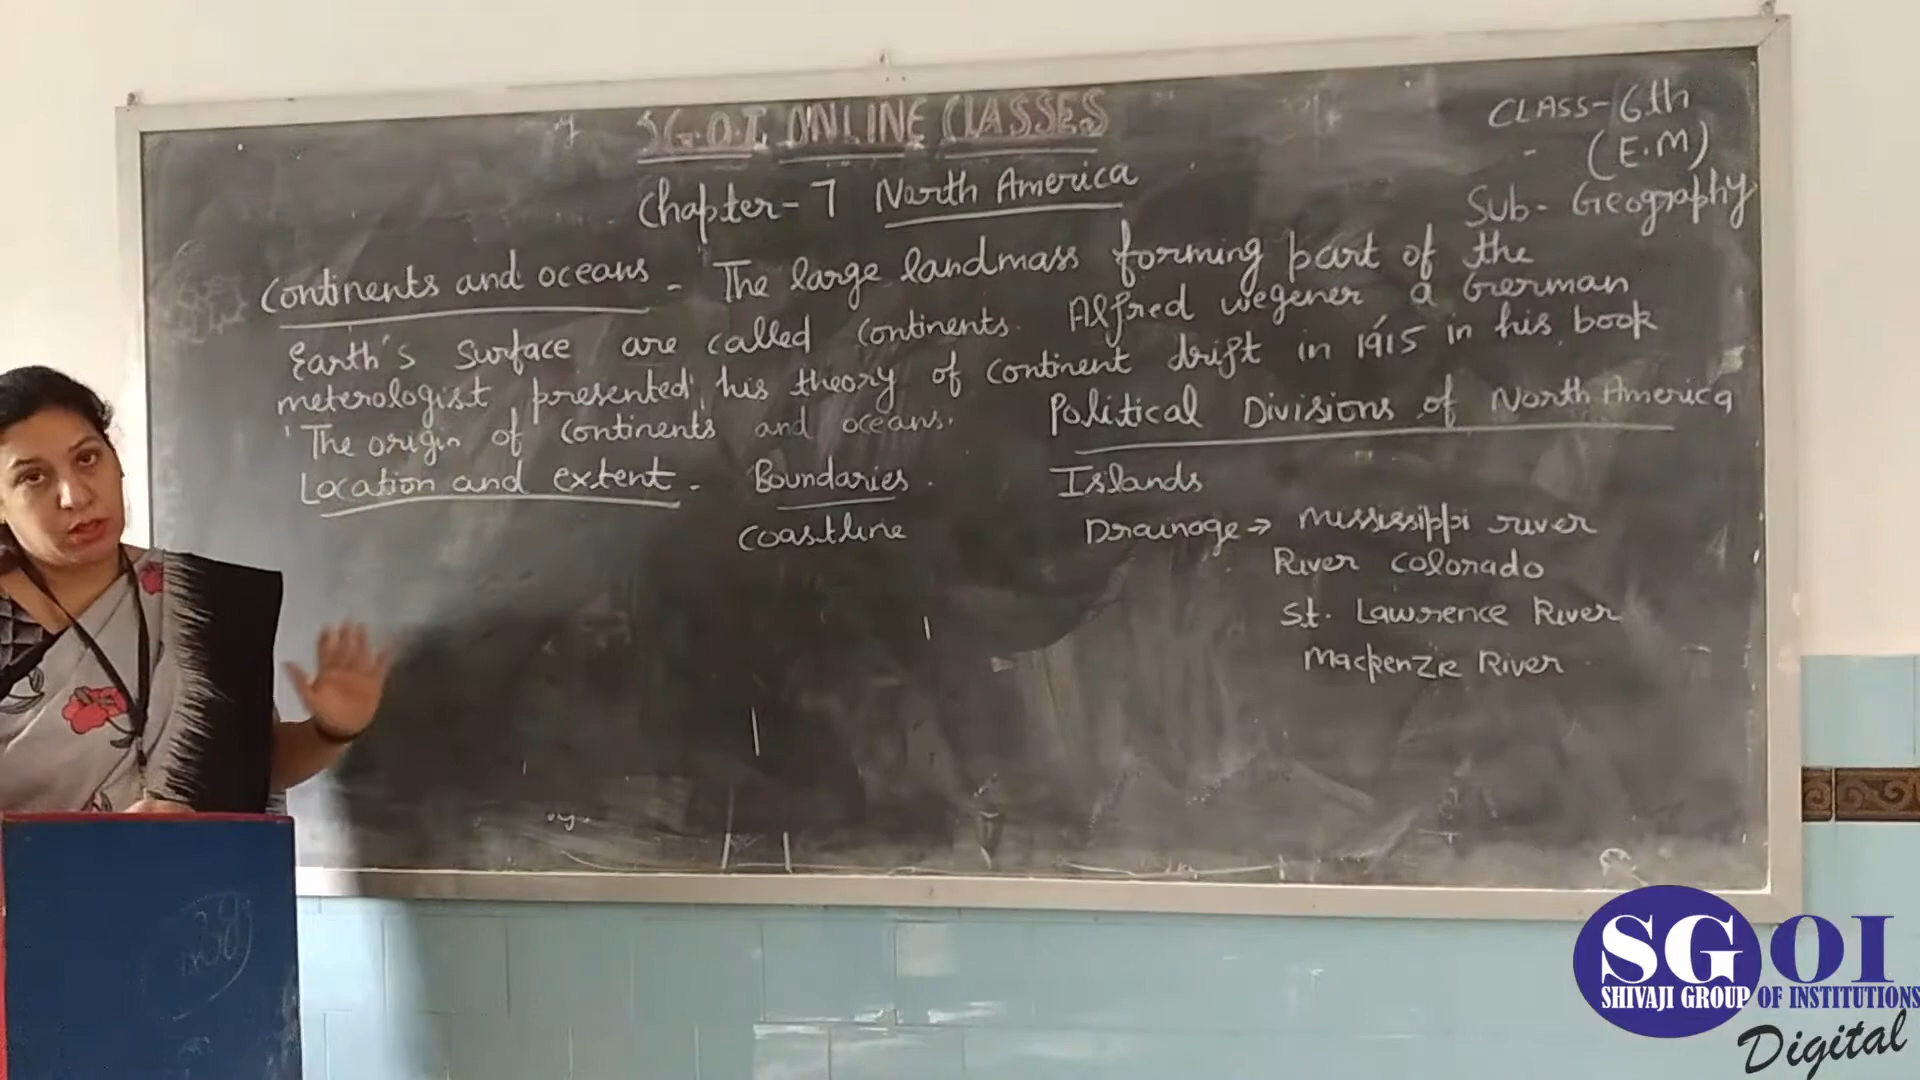 S.G.O.I. ONLINE CLASSES
CLASS-6th
(E.M)
Sub- Geography
Chapter-7 North America
Continents and oceans - The large landmass forming part of the
Earth's Surface are called continents. Alfred wegener a German
meterologist presented his theory of continent drift in 1915 in his book
'The origin of continents and oceans.
Political Divisions of North America
Location and extent - Boundaries.
Coastline
Islands
Drainage → Mississippi river
River Colorado
St. Lawrence River
Mackenze River
SGOI
SHIVAJI GROUP OF INSTITUTIONS
Digital